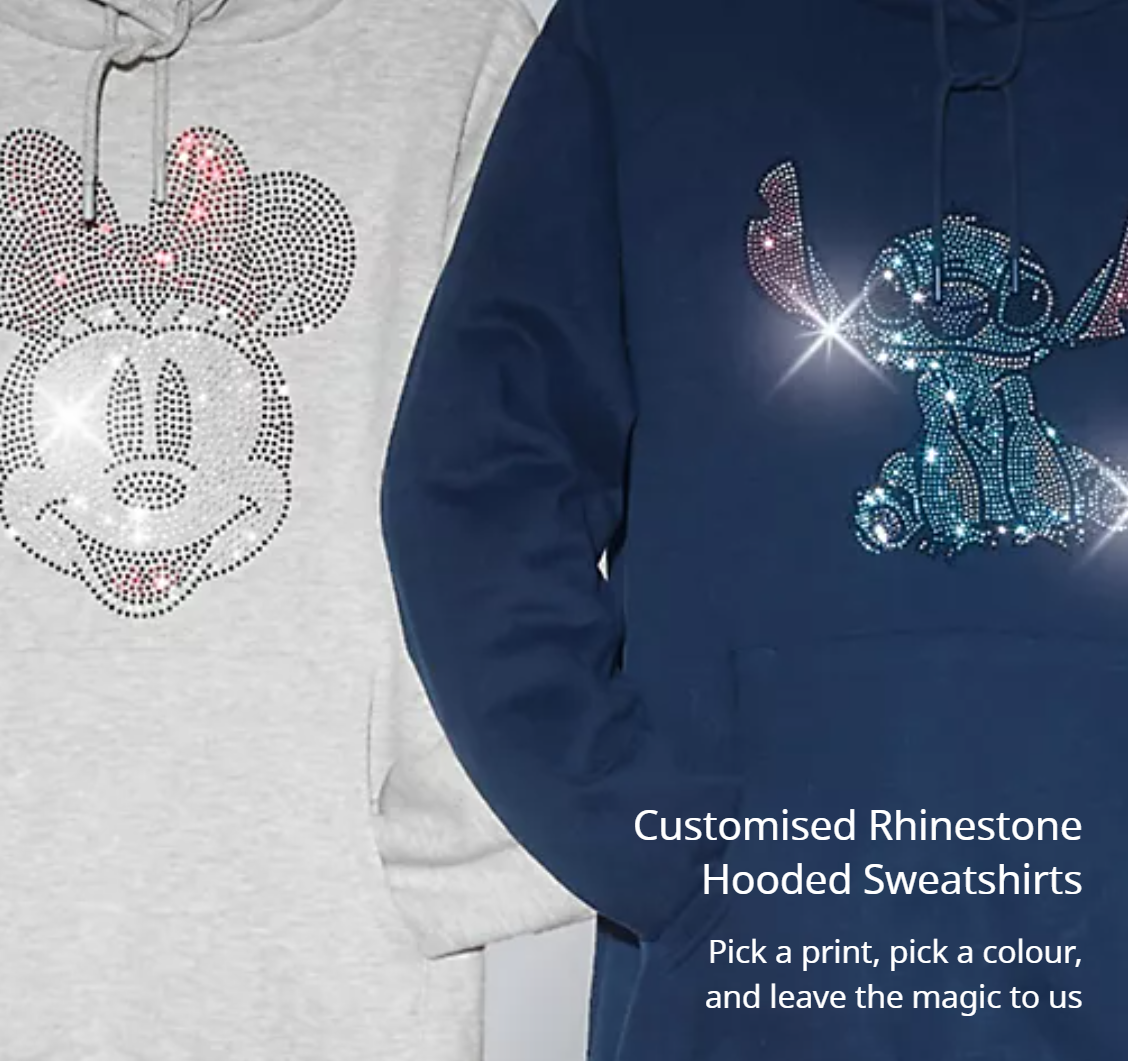 Customised Rhinestone
Hooded Sweatshirts
Pick a print, pick a colour,
and leave the magic to us